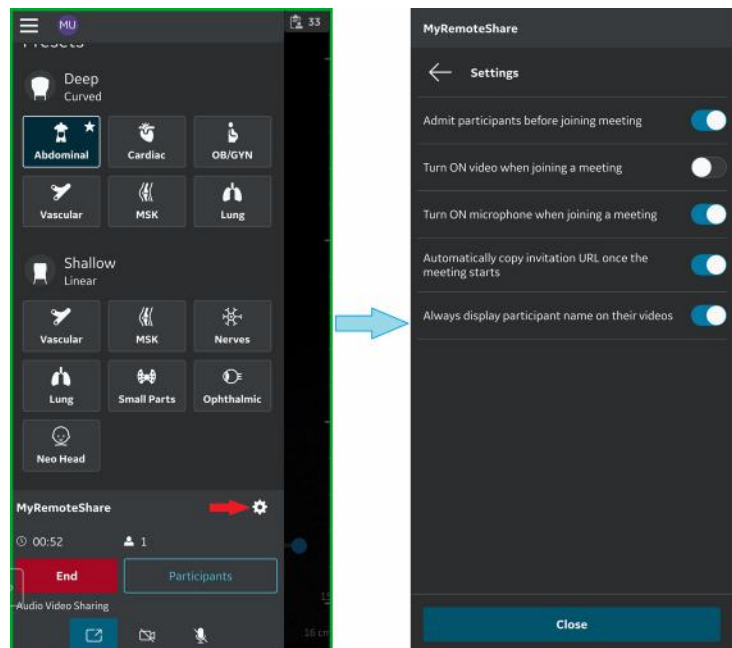 MU
33
Presets
Deep
Curved
Abdominal
Cardiac
OB/GYN
Vascular
MSK
Lung
Shallow
Linear
Vascular
MSK
Nerves
Lung
Small Parts
Ophthalmic
Neo Head
MyRemoteShare
00:52
1
End
Participants
Audio Video Sharing
16 cm
MyRemoteShare
Settings
Admit participants before joining meeting
Turn ON video when joining a meeting
Turn ON microphone when joining a meeting
Automatically copy invitation URL once the
meeting starts
Always display participant name on their videos
Close